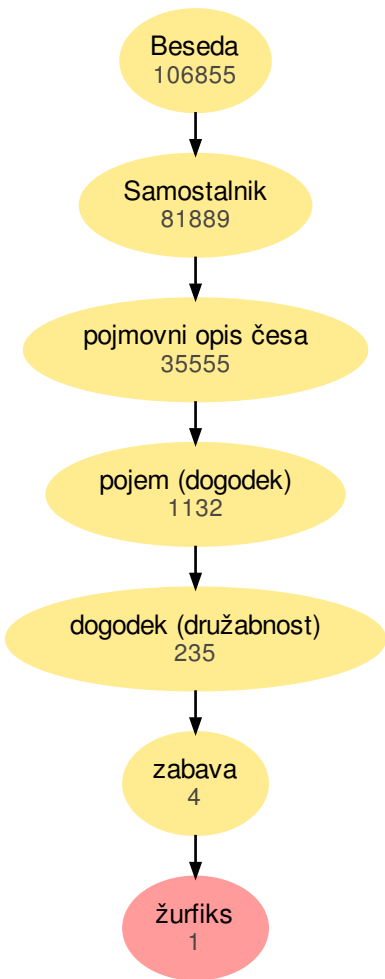 Beseda
106855
Samostalnik
81889
pojmovni opis česa
35555
pojem (dogodek)
1132
dogodek (družabnost)
235
zabava
4
žurfiks
1